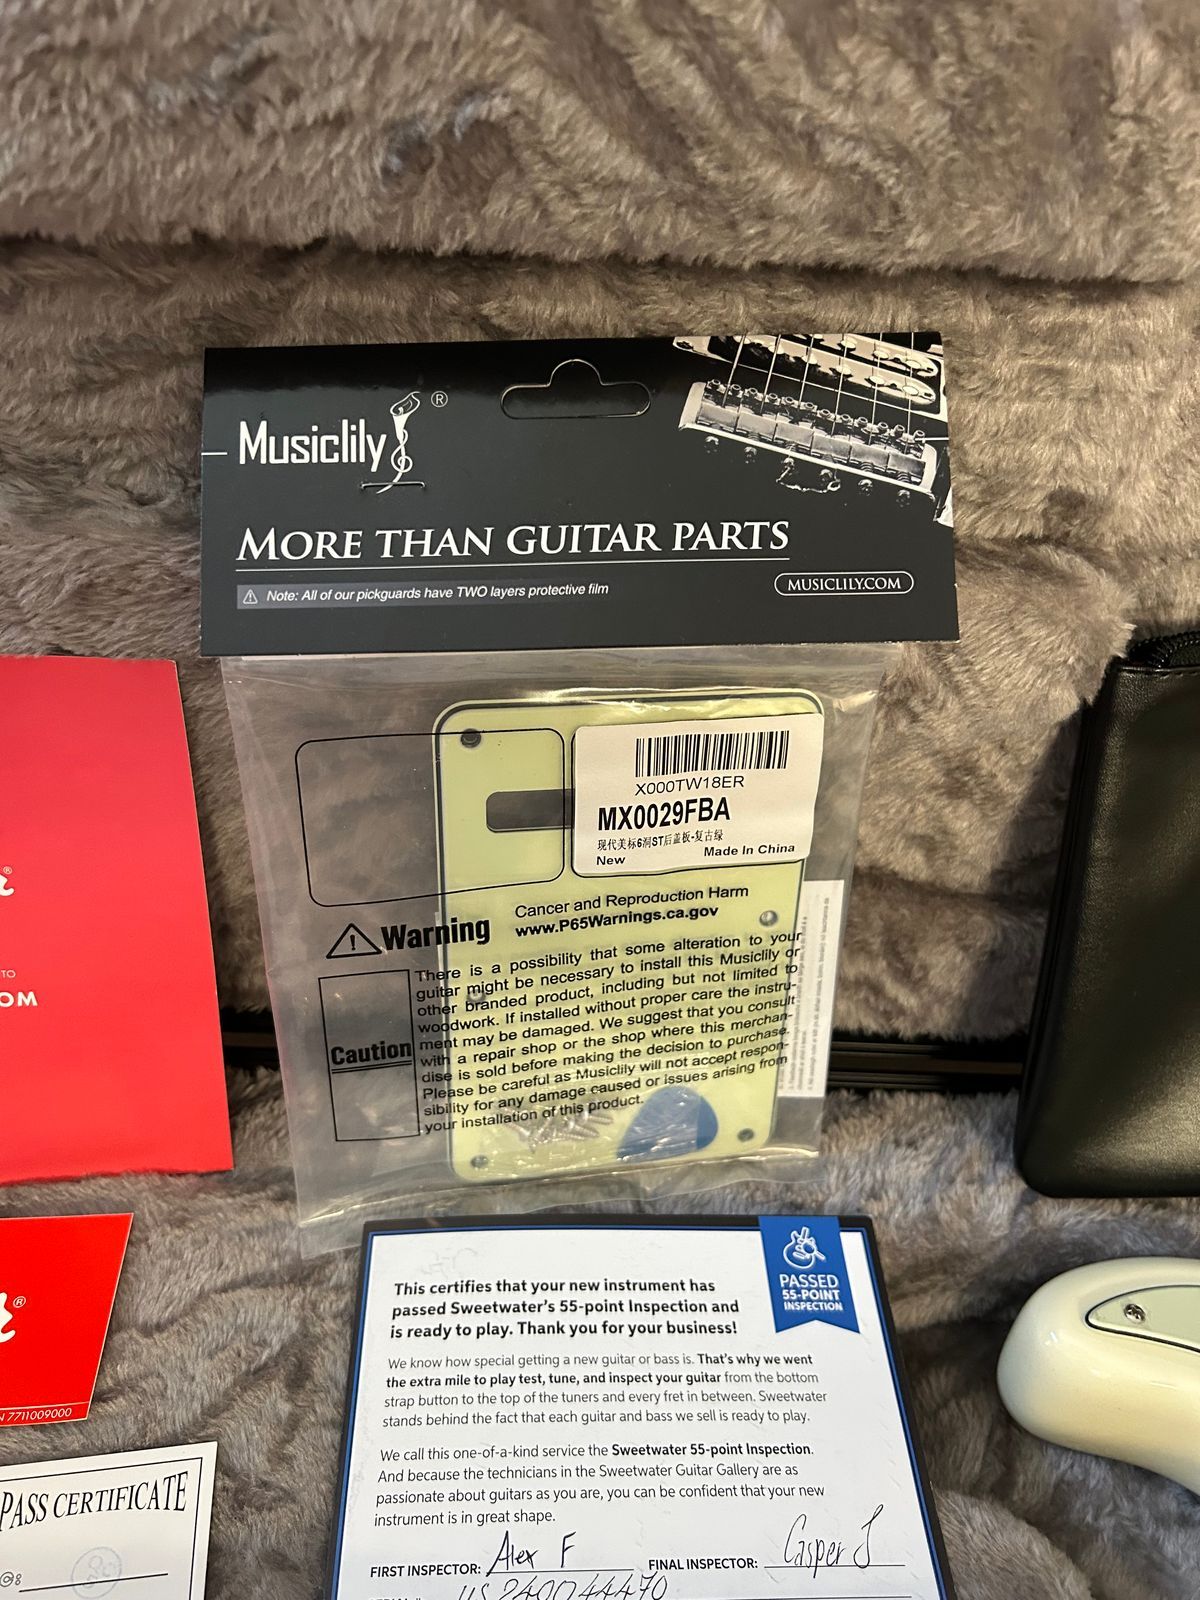 Musiclily®
MORE THAN GUITAR PARTS
Note: All of our pickguards have TWO layers protective film
MUSICLILY.COM
X000TW18ER
MX0029FBA
现代美标6洞ST后盖板-复古绿
New Made In China
Warning
Cancer and Reproduction Harm
www.P65Warnings.ca.gov
Caution
There is a possibility that some alteration to your
guitar might be necessary to install this Musiclily or
other branded product, including but not limited to
woodwork. If installed without proper care the instru-
ment may be damaged. We suggest that you consult
with a repair shop or the shop where this merchan-
dise is sold before making the decision to purchase.
Please be careful as Musiclily will not accept respon-
sibility for any damage caused or issues arising from
your installation of this product.
®
TO
OM
®
N 7711009000
PASS CERTIFICATE
This certifies that your new instrument has
passed Sweetwater's 55-point Inspection and
is ready to play. Thank you for your business!
PASSED
55-POINT
INSPECTION
We know how special getting a new guitar or bass is. That's why we went
the extra mile to play test, tune, and inspect your guitar from the bottom
strap button to the top of the tuners and every fret in between. Sweetwater
stands behind the fact that each guitar and bass we sell is ready to play.
We call this one-of-a-kind service the Sweetwater 55-point Inspection.
And because the technicians in the Sweetwater Guitar Gallery are as
passionate about guitars as you are, you can be confident that your new
instrument is in great shape.
FIRST INSPECTOR: Alex F FINAL INSPECTOR: Casper J
US240044470